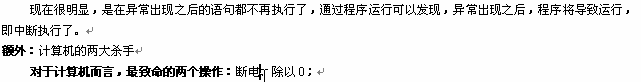 现在很明显，是在异常出现之后的语句都不再执行了，通过程序运行可以发现，异常出现之后，程序将导致运行，
即中断执行了。
额外：计算机的两大杀手
对于计算机而言，最致命的两个操作：断电、除以 0；